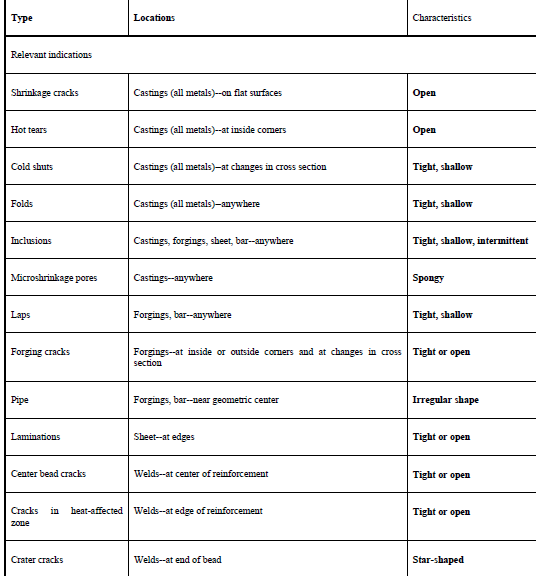 Type Locations Characteristics
Relevant indications
Shrinkage cracks Castings (all metals)--on flat surfaces Open
Hot tears Castings (all metals)--at inside corners Open
Cold shuts Castings (all metals)--at changes in cross section Tight, shallow
Folds Castings (all metals)--anywhere Tight, shallow
Inclusions Castings, forgings, sheet, bar--anywhere Tight, shallow, intermittent
Microshrinkage pores Castings--anywhere Spongy
Laps Forgings, bar--anywhere Tight, shallow
Forging cracks Forgings--at inside or outside corners and at changes in cross Tight or open
section
Pipe Forgings, bar--near geometric center Irregular shape
Laminations Sheet--at edges Tight or open
Center bead cracks Welds--at center of reinforcement Tight or open
Cracks in heat-affected Welds--at edge of reinforcement Tight or open
zone
Crater cracks Welds--at end of bead Star-shaped